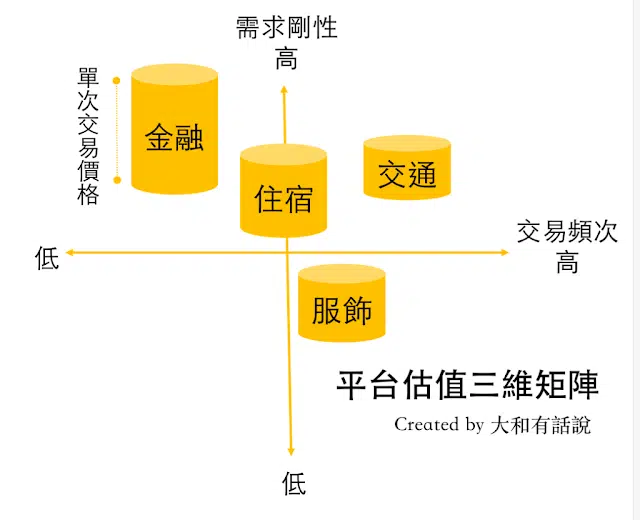 需求剛性
高
單次交易價格
金融
住宿
交通
交易頻次
高
低
服飾
平台估值三維矩陣
Created by 大和有話說
低